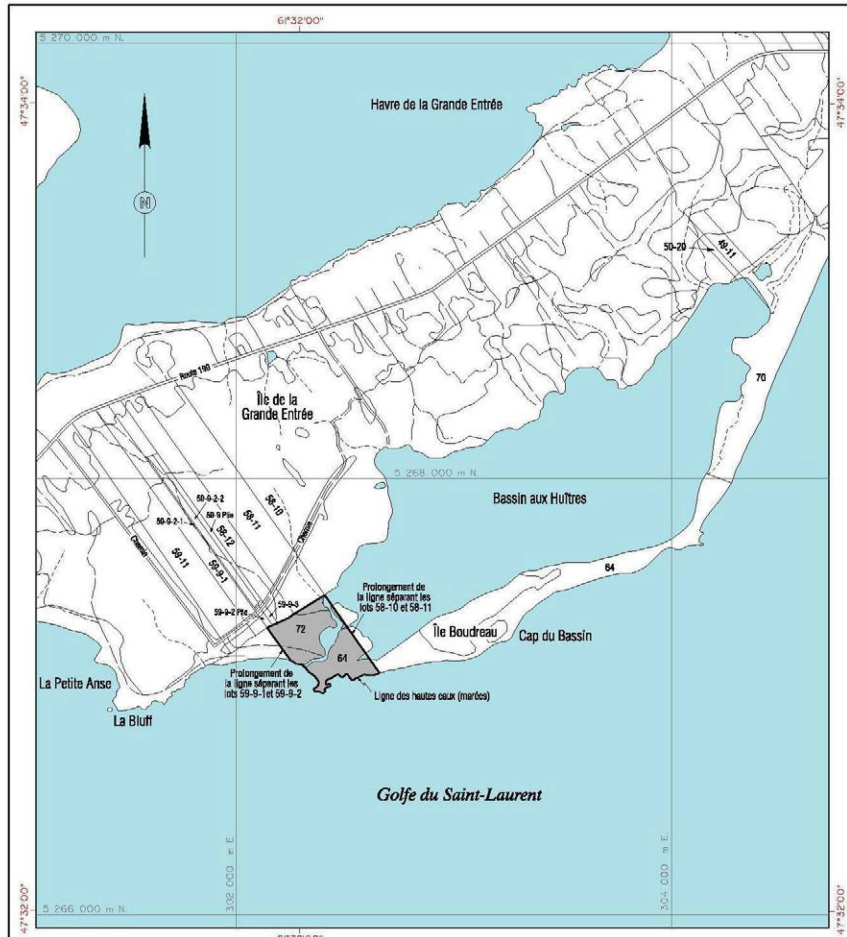 61°32'00"
5 270 000 m N.
47°34'00"
47°34'00"
Havre de la Grande Entrée
N
50-20
49-11
Route 199
70
Île de la
Grande Entrée
5 268 000 m N
Bassin aux Huîtres
59-9-2-2
59-9 Ptie
59-9-2-1
58-10
58-11
58-12
59-9-1
59-11
Chemin
Chemin
64
59-9-3
59-9-2 Ptie
Prolongement de
la ligne séparant les
lots 58-10 et 58-11
72
64
Île Boudreau
Cap du Bassin
Prolongement de
la ligne séparant les
lots 59-9-1 et 59-9-2
Ligne des hautes eaux (marées)
La Petite Anse
La Bluff
Golfe du Saint-Laurent
302 000 m E
304 000 m E
5 266 000 m N.
47°32'00"
47°32'00"